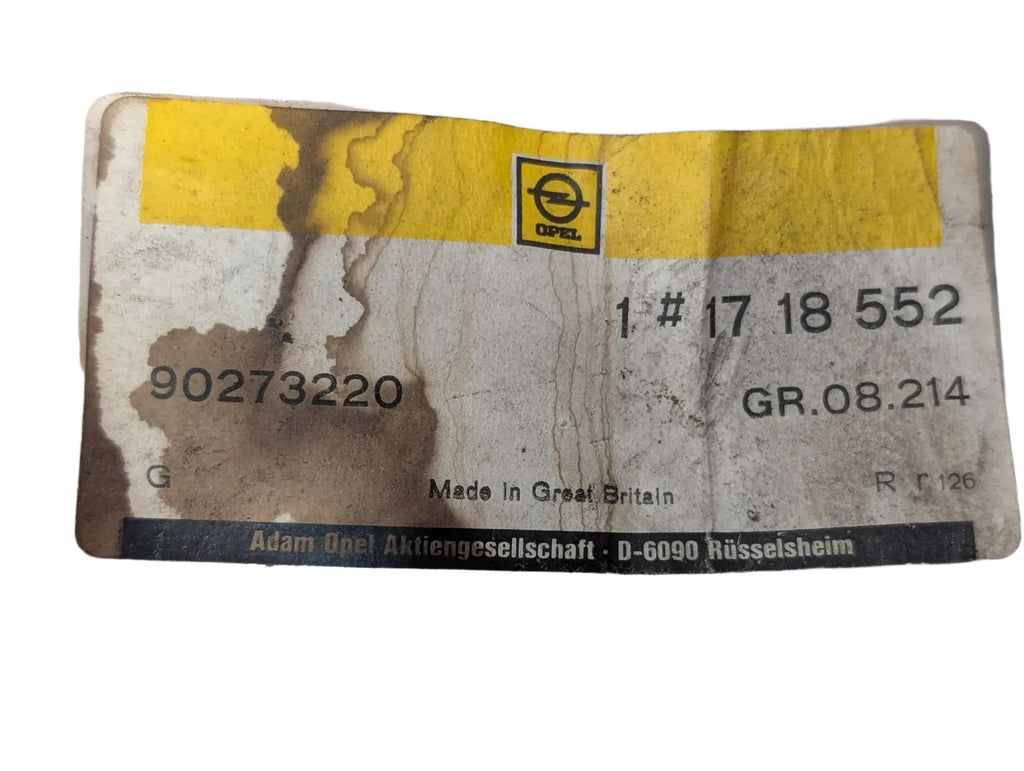 OPEL
1 # 17 18 552
90273220
GR.08.214
G
Made in Great Britain
R r 126
Adam Opel Aktiengesellschaft · D-6090 Rüsselsheim